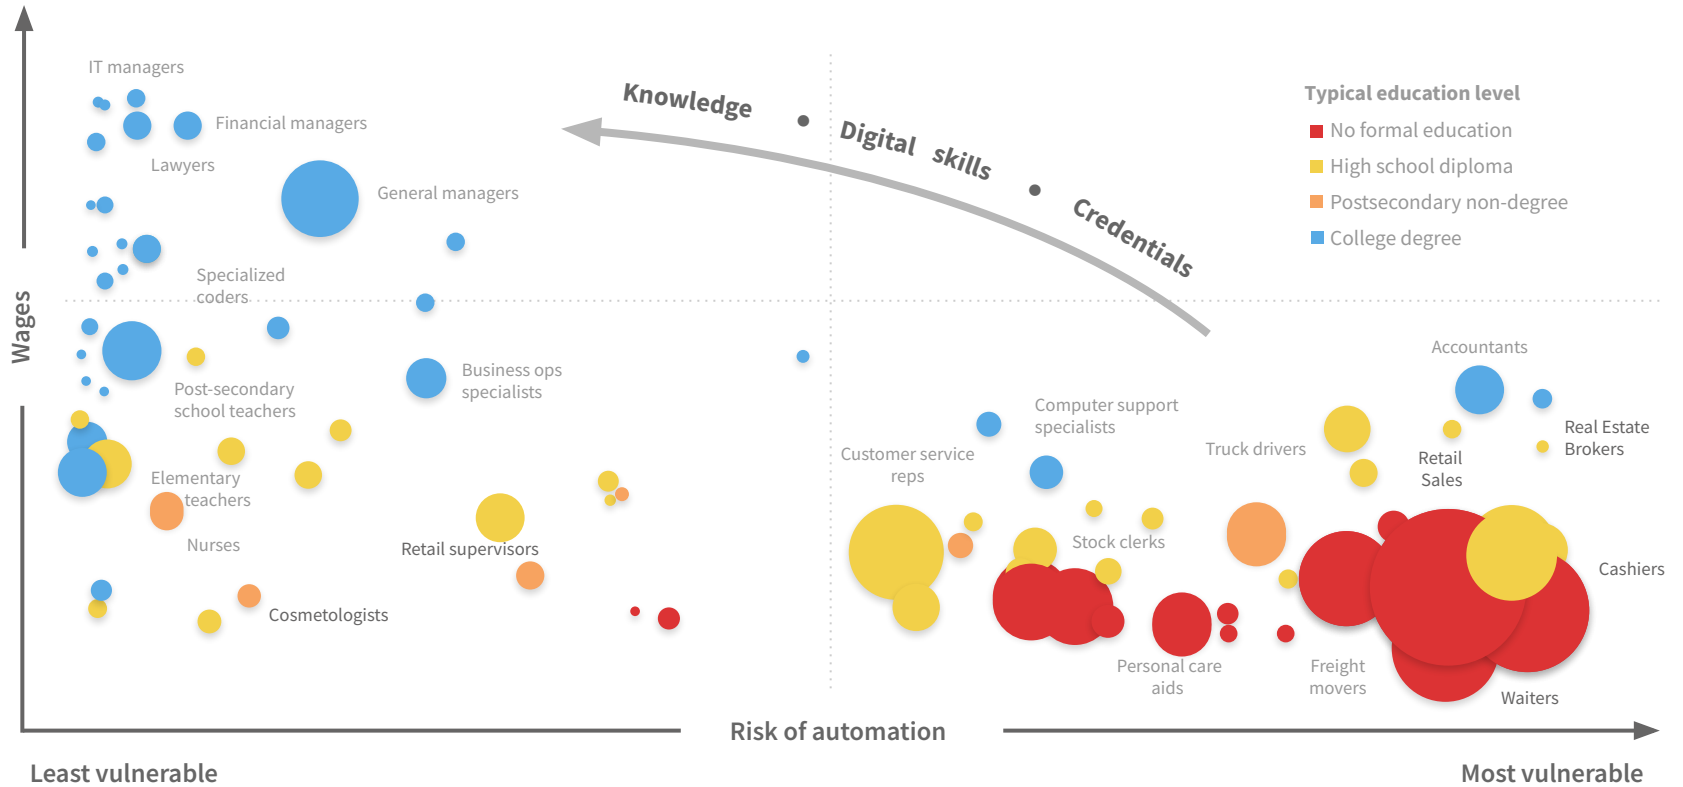 IT managers
Financial managers
Lawyers
General managers
Knowledge • Digital skills • Credentials
Typical education level
No formal education
High school diploma
Postsecondary non-degree
College degree
Specialized
coders
Wages
Post-secondary
school teachers
Business ops
specialists
Elementary
teachers
Nurses
Retail supervisors
Cosmetologists
Customer service
reps
Computer support
specialists
Stock clerks
Personal care
aids
Truck drivers
Accountants
Real Estate
Brokers
Retail
Sales
Cashiers
Freight
movers
Waiters
Risk of automation
Least vulnerable
Most vulnerable